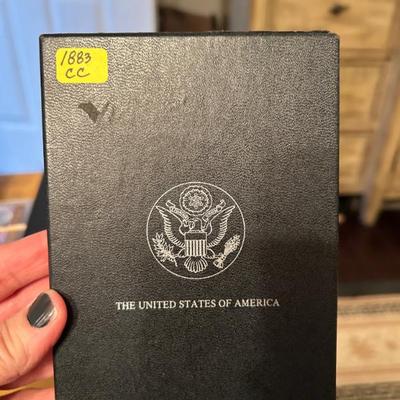 1883
CC
THE UNITED STATES OF AMERICA